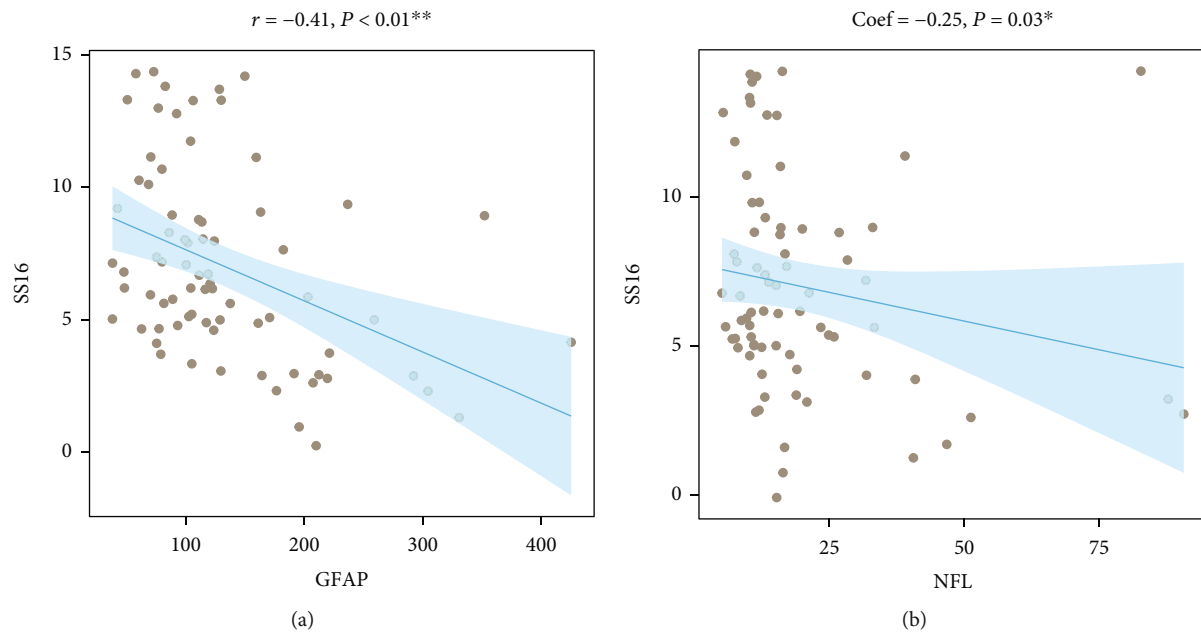 r = −0.41, P < 0.01**
15
10
5
0
SS16
100 200 300 400
GFAP
(a)
Coef = −0.25, P = 0.03*
10
5
0
SS16
25 50 75
NFL
(b)